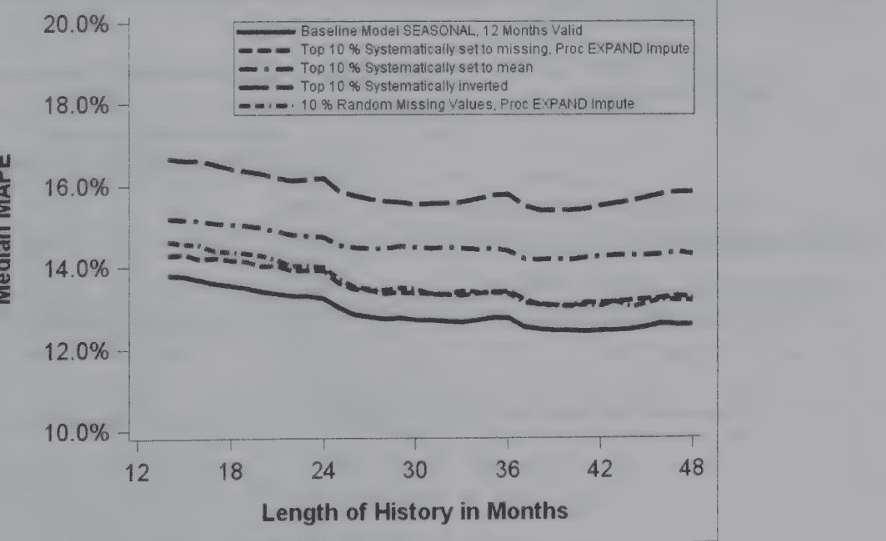 20.0%
Baseline Model SEASONAL, 12 Months Valid
Top 10 % Systematically set to missing, Proc EXPAND Impute
Top 10 % Systematically set to mean
Top 10 % Systematically inverted
10 % Random Missing Values, Proc EXPAND Impute
18.0%
16.0%
Median MAPE
14.0%
12.0%
10.0%
12 18 24 30 36 42 48
Length of History in Months